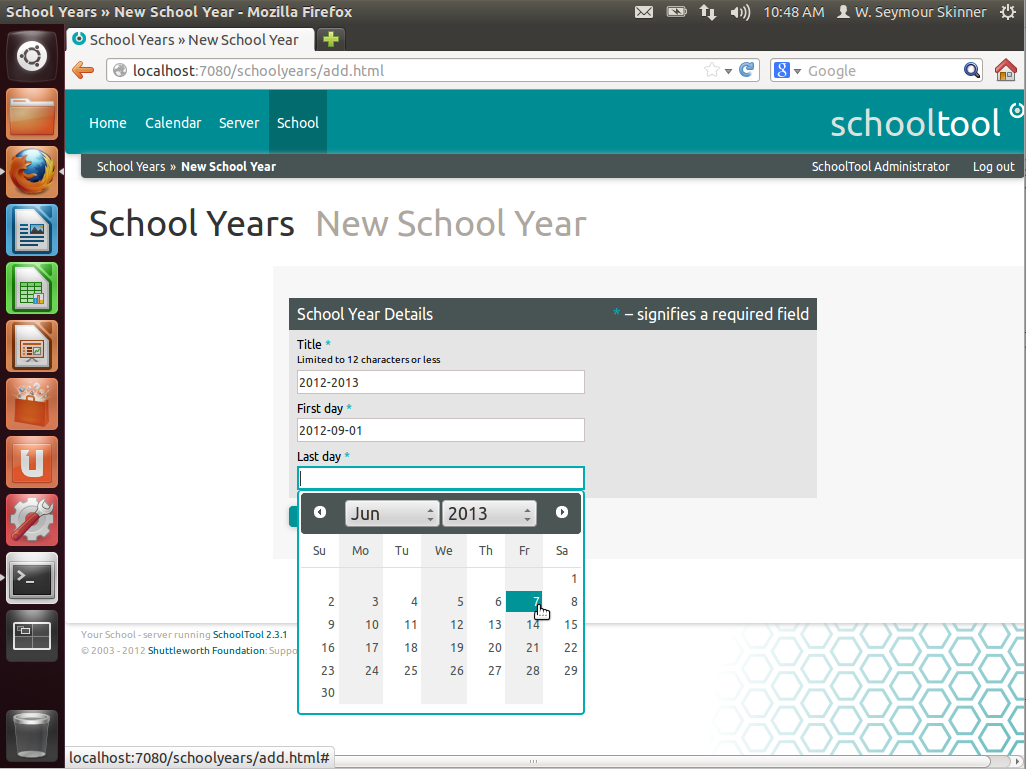 School Years » New School Year - Mozilla Firefox
10:48 AM W. Seymour Skinner
School Years » New School Year
localhost:7080/schoolyears/add.html
Google
Home Calendar Server School
schooltool
School Years » New School Year
SchoolTool Administrator Log out
School Years New School Year
School Year Details
* – signifies a required field
Title *
Limited to 12 characters or less
2012-2013
First day *
2012-09-01
Last day *
Jun 2013
Su Mo Tu We Th Fr Sa
1
2 3 4 5 6 7 8
9 10 11 12 13 14 15
16 17 18 19 20 21 22
23 24 25 26 27 28 29
30
Your School - server running SchoolTool 2.3.1
© 2003 - 2012 Shuttleworth Foundation: Suppo
localhost:7080/schoolyears/add.html#